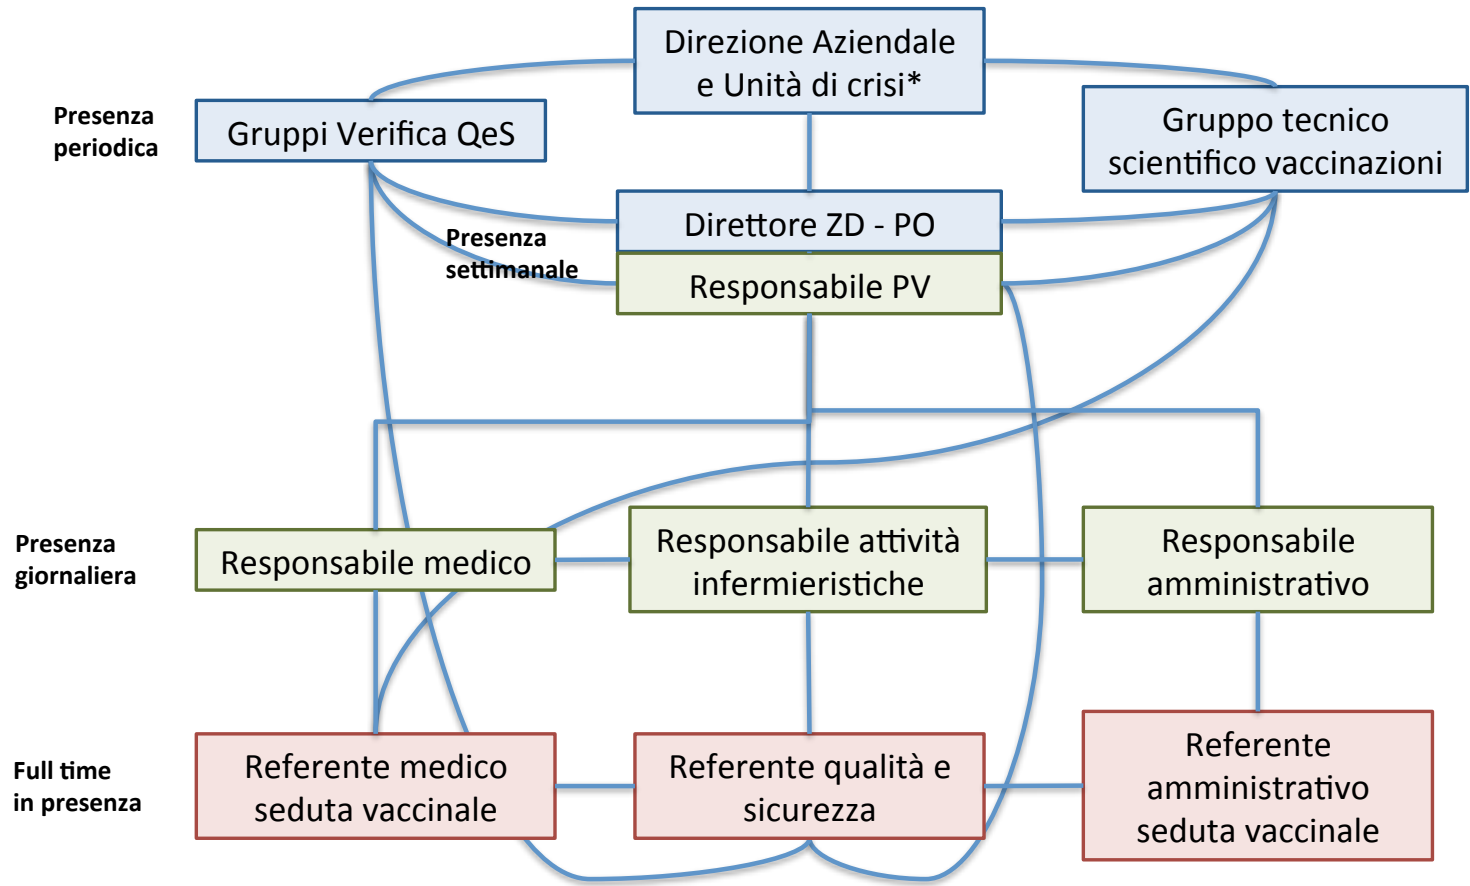 Direzione Aziendale
e Unità di crisi*
Presenza
periodica
Gruppi Verifica QeS
Gruppo tecnico
scientifico vaccinazioni
Direttore ZD - PO
Presenza
settimanale
Responsabile PV
Presenza
giornaliera
Responsabile medico
Responsabile attività
infermieristiche
Responsabile
amministrativo
Full time
in presenza
Referente medico
seduta vaccinale
Referente qualità e
sicurezza
Referente
amministrativo
seduta vaccinale